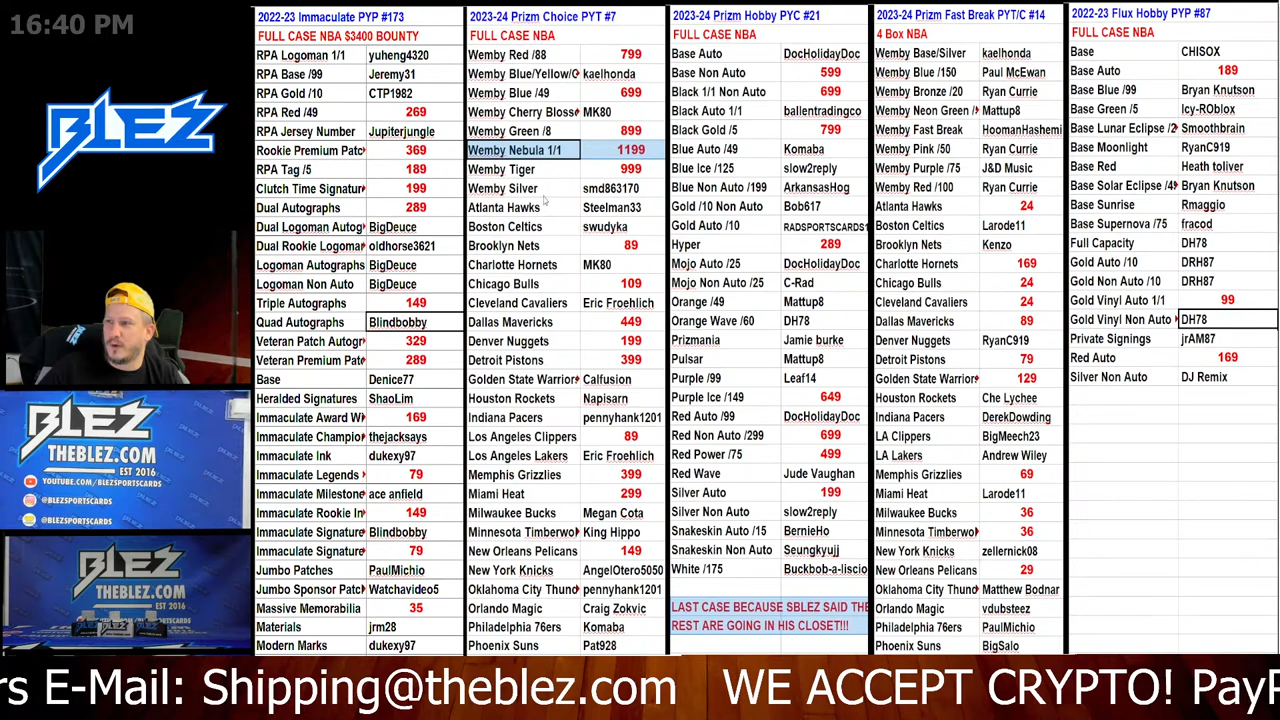 16:40 PM
BLEZ
BLEZ
THEBLEZ.COM
EST 2016
YOUTUBE.COM/BLEZSPORTSCARDS
@BLEZSPORTSCARDS
@BLEZSPORTSCARDS
BLEZ
EST 2016
2022-23 Immaculate PYP #173
FULL CASE NBA $3400 BOUNTY
RPA Logoman 1/1 yuheng4320
RPA Base /99 Jeremy31
RPA Gold /10 CTP1982
RPA Red /49 269
RPA Jersey Number Jupiterjungle
Rookie Premium Patc 369
RPA Tag /5 189
Clutch Time Signatur 199
Dual Autographs 289
Dual Logoman Autog BigDeuce
Dual Rookie Logomar oldhorse3621
Logoman Autographs BigDeuce
Logoman Non Auto BigDeuce
Triple Autographs 149
Quad Autographs Blindbobby
Veteran Patch Autogr 329
Veteran Premium Pate 289
Base Denice77
Heralded Signatures ShaoLim
Immaculate Award Wi 169
Immaculate Champio thejacksays
Immaculate Ink dukexy97
Immaculate Legends 79
Immaculate Milestone ace anfield
Immaculate Rookie In 149
Immaculate Signature Blindbobby
Immaculate Signature 79
Jumbo Patches PaulMichio
Jumbo Sponsor Patch Watchavideo5
Massive Memorabilia 35
Materials jrm28
Modern Marks dukexy97
2023-24 Prizm Choice PYT #7
FULL CASE NBA
Wemby Red /88 799
Wemby Blue/Yellow/G kaelhonda
Wemby Blue /49 699
Wemby Cherry Blosso MK80
Wemby Green /8 899
Wemby Nebula 1/1 1199
Wemby Tiger 999
Wemby Silver smd863170
Atlanta Hawks Steelman33
Boston Celtics swudyka
Brooklyn Nets 89
Charlotte Hornets MK80
Chicago Bulls 109
Cleveland Cavaliers Eric Froehlich
Dallas Mavericks 449
Denver Nuggets 199
Detroit Pistons 399
Golden State Warrior Calfusion
Houston Rockets Napisarn
Indiana Pacers pennyhank1201
Los Angeles Clippers 89
Los Angeles Lakers Eric Froehlich
Memphis Grizzlies 399
Miami Heat 299
Milwaukee Bucks Megan Cota
Minnesota Timberwo King Hippo
New Orleans Pelicans 149
New York Knicks AngelOtero5050
Oklahoma City Thund pennyhank1201
Orlando Magic Craig Zokvic
Philadelphia 76ers Komaba
Phoenix Suns Pat928
2023-24 Prizm Hobby PYC #21
FULL CASE NBA
Base Auto DocHolidayDoc
Base Non Auto 599
Black 1/1 Non Auto 699
Black Auto 1/1 ballentradingco
Black Gold /5 799
Blue Auto /49 Komaba
Blue Ice /125 slow2reply
Blue Non Auto /199 ArkansasHog
Gold /10 Non Auto Bob617
Gold Auto /10 RADSPORTSCARDS1
Hyper 289
Mojo Auto /25 DocHolidayDoc
Mojo Non Auto /25 C-Rad
Orange /49 Mattup8
Orange Wave /60 DH78
Prizmania Jamie burke
Pulsar Mattup8
Purple /99 Leaf14
Purple Ice /149 649
Red Auto /99 DocHolidayDoc
Red Non Auto /299 699
Red Power /75 499
Red Wave Jude Vaughan
Silver Auto 199
Silver Non Auto slow2reply
Snakeskin Auto /15 BernieHo
Snakeskin Non Auto Seungkyujj
White /175 Buckbob-a-liscio
LAST CASE BECAUSE SBLEZ SAID THE
REST ARE GOING IN HIS CLOSET!!!
2023-24 Prizm Fast Break PYT/C #14
4 Box NBA
Wemby Base/Silver kaelhonda
Wemby Blue /150 Paul McEwan
Wemby Bronze /20 Ryan Currie
Wemby Neon Green / Mattup8
Wemby Fast Break HoomanHashemi
Wemby Pink /50 Ryan Currie
Wemby Purple /75 J&D Music
Wemby Red /100 Ryan Currie
Atlanta Hawks 24
Boston Celtics Larode11
Brooklyn Nets Kenzo
Charlotte Hornets 169
Chicago Bulls 24
Cleveland Cavaliers 24
Dallas Mavericks 89
Denver Nuggets RyanC919
Detroit Pistons 79
Golden State Warrior 129
Houston Rockets Che Lychee
Indiana Pacers DerekDowding
LA Clippers BigMeech23
LA Lakers Andrew Wiley
Memphis Grizzlies 69
Miami Heat Larode11
Milwaukee Bucks 36
Minnesota Timberwo 36
New York Knicks zellernick08
New Orleans Pelicans 29
Oklahoma City Thund Matthew Bodnar
Orlando Magic vdubsteez
Philadelphia 76ers PaulMichio
Phoenix Suns BigSalo
2022-23 Flux Hobby PYP #87
FULL CASE NBA
Base CHISOX
Base Auto 189
Base Blue /99 Bryan Knutson
Base Green /5 Icy-ROblox
Base Lunar Eclipse /2 Smoothbrain
Base Moonlight RyanC919
Base Red Heath toliver
Base Solar Eclipse /4 Bryan Knutson
Base Sunrise Rmaggio
Base Supernova /75 fracod
Full Capacity DH78
Gold Auto /10 DRH87
Gold Non Auto /10 DRH87
Gold Vinyl Auto 1/1 99
Gold Vinyl Non Auto DH78
Private Signings jrAM87
Red Auto 169
Silver Non Auto DJ Remix
rs E-Mail: Shipping@theblez.com WE ACCEPT CRYPTO! PayP